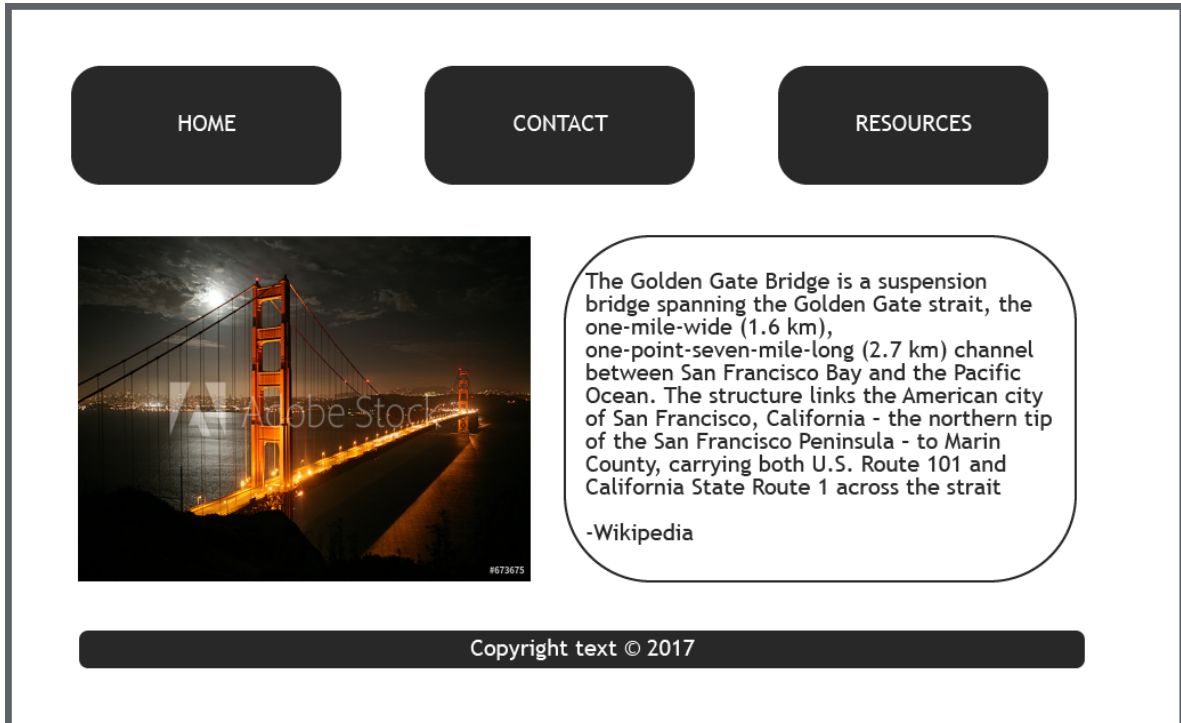 HOME
CONTACT
RESOURCES
The Golden Gate Bridge is a suspension
bridge spanning the Golden Gate strait, the
one-mile-wide (1.6 km),
one-point-seven-mile-long (2.7 km) channel
between San Francisco Bay and the Pacific
Ocean. The structure links the American city
of San Francisco, California – the northern tip
of the San Francisco Peninsula – to Marin
County, carrying both U.S. Route 101 and
California State Route 1 across the strait
-Wikipedia
Adobe Stock
#673675
Copyright text © 2017